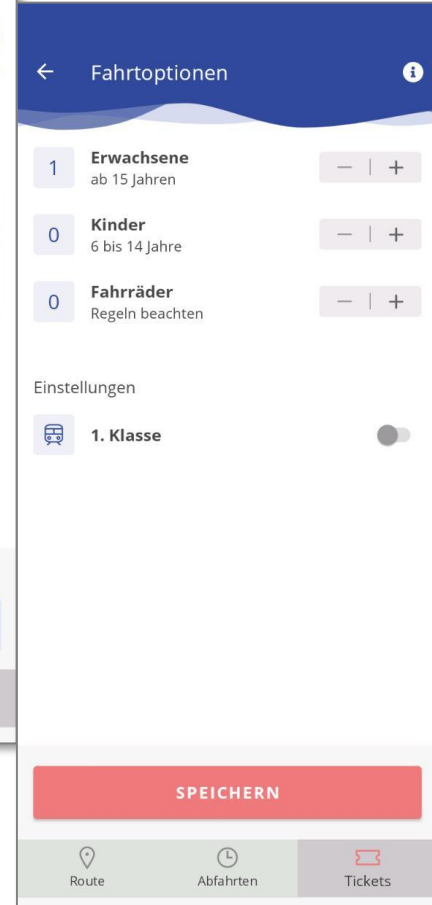 Fahrtoptionen
1
Erwachsene
ab 15 Jahren
0
Kinder
6 bis 14 Jahre
0
Fahrräder
Regeln beachten
Einstellungen
1. Klasse
SPEICHERN
Route
Abfahrten
Tickets